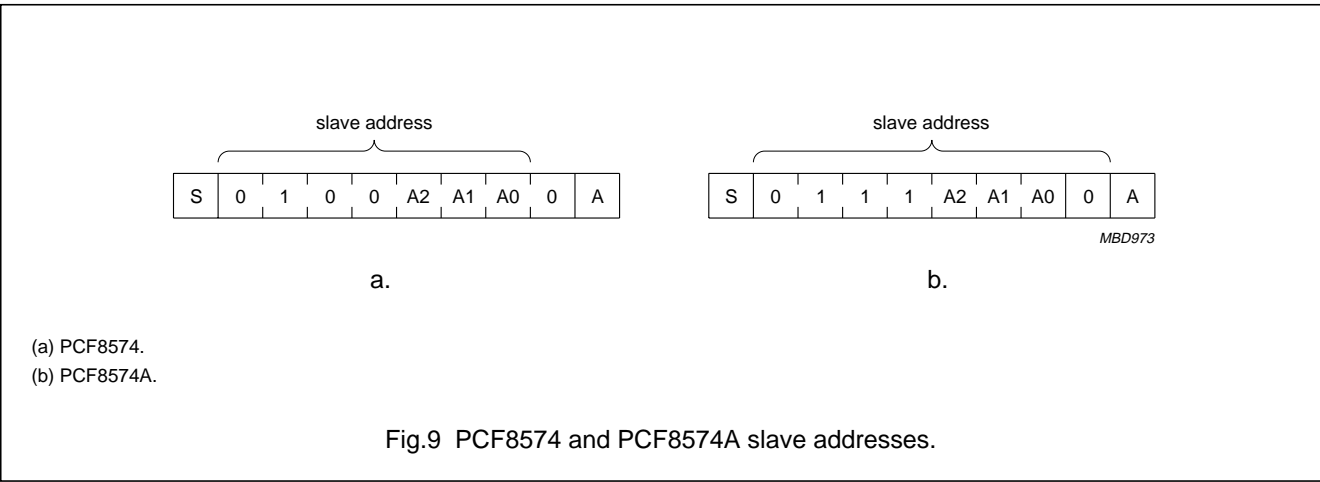 slave address
S 0 1 0 0 A2 A1 A0 0 A
a.
slave address
S 0 1 1 1 A2 A1 A0 0 A
MBD973
b.
(a) PCF8574.
(b) PCF8574A.
Fig.9 PCF8574 and PCF8574A slave addresses.